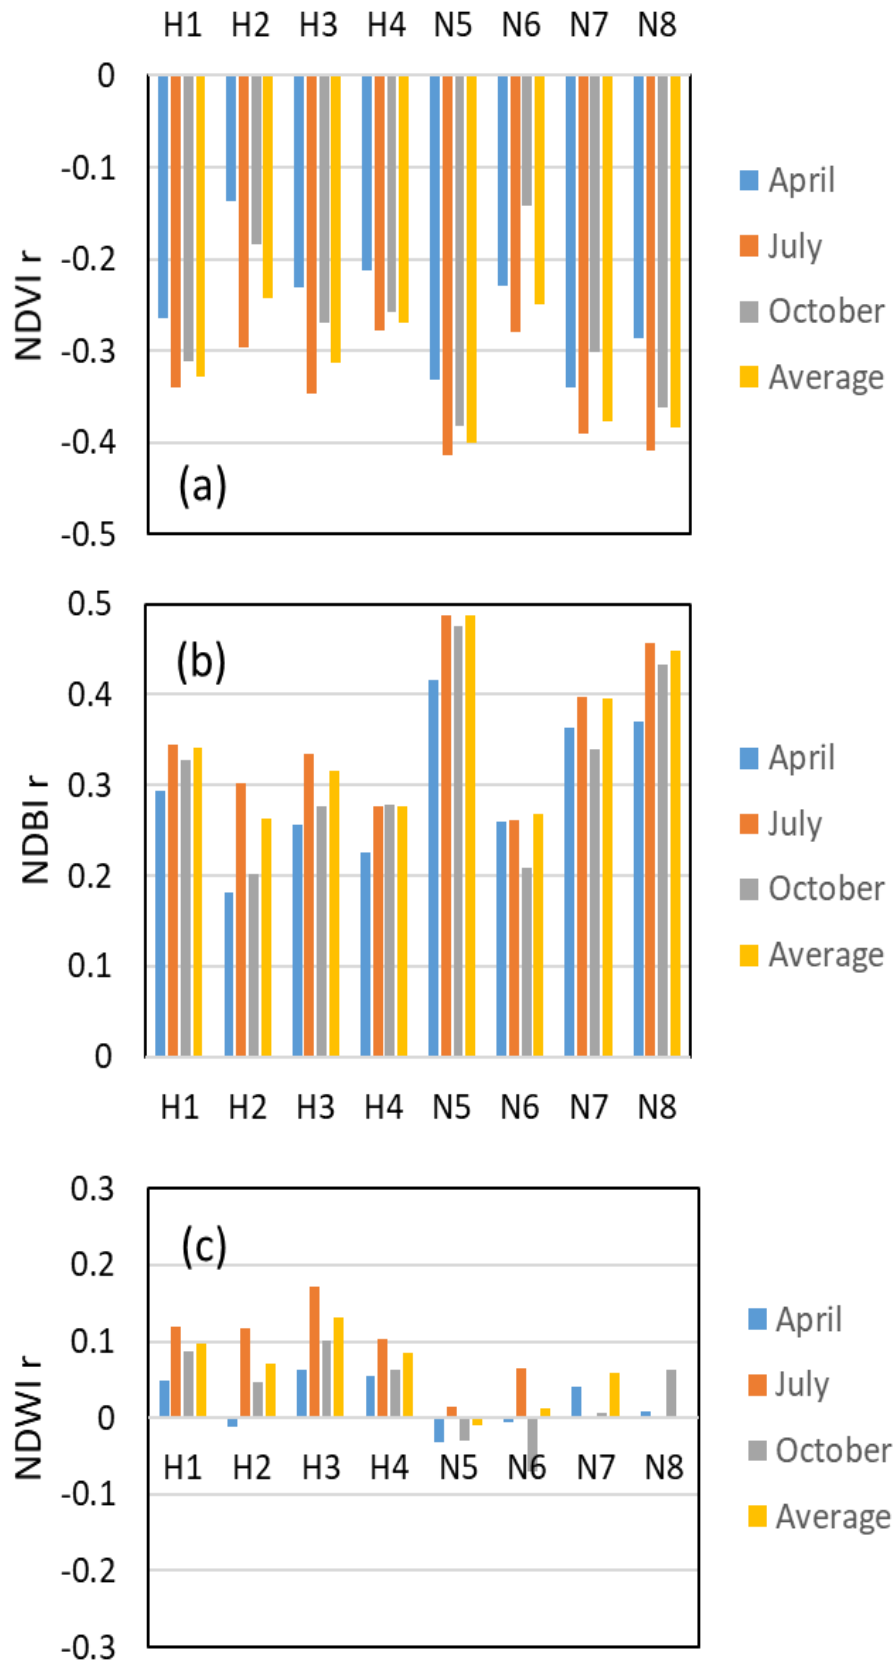 H1 H2 H3 H4 N5 N6 N7 N8
0
-0.1
-0.2
-0.3
-0.4
-0.5
NDVI r
(a)
April
July
October
Average
0.5
0.4
0.3
0.2
0.1
0
NDBI r
(b)
April
July
October
Average
H1 H2 H3 H4 N5 N6 N7 N8
0.3
0.2
0.1
0
-0.1
-0.2
-0.3
NDWI r
(c)
H1 H2 H3 H4 N5 N6 N7 N8
April
July
October
Average